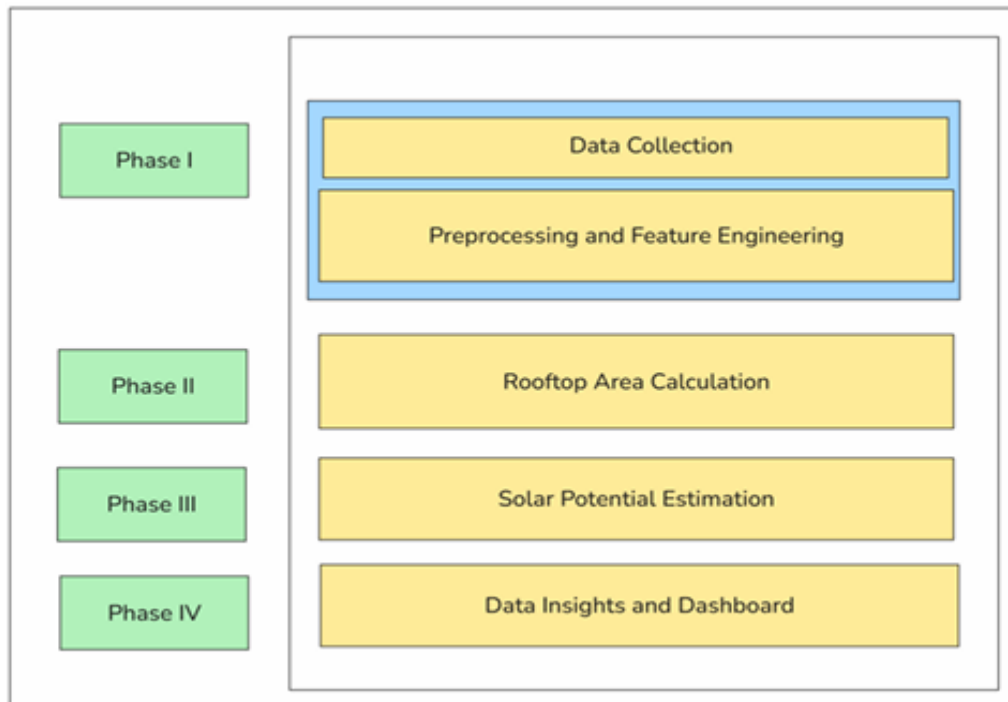 Phase I
Data Collection
Preprocessing and Feature Engineering
Phase II
Rooftop Area Calculation
Phase III
Solar Potential Estimation
Phase IV
Data Insights and Dashboard